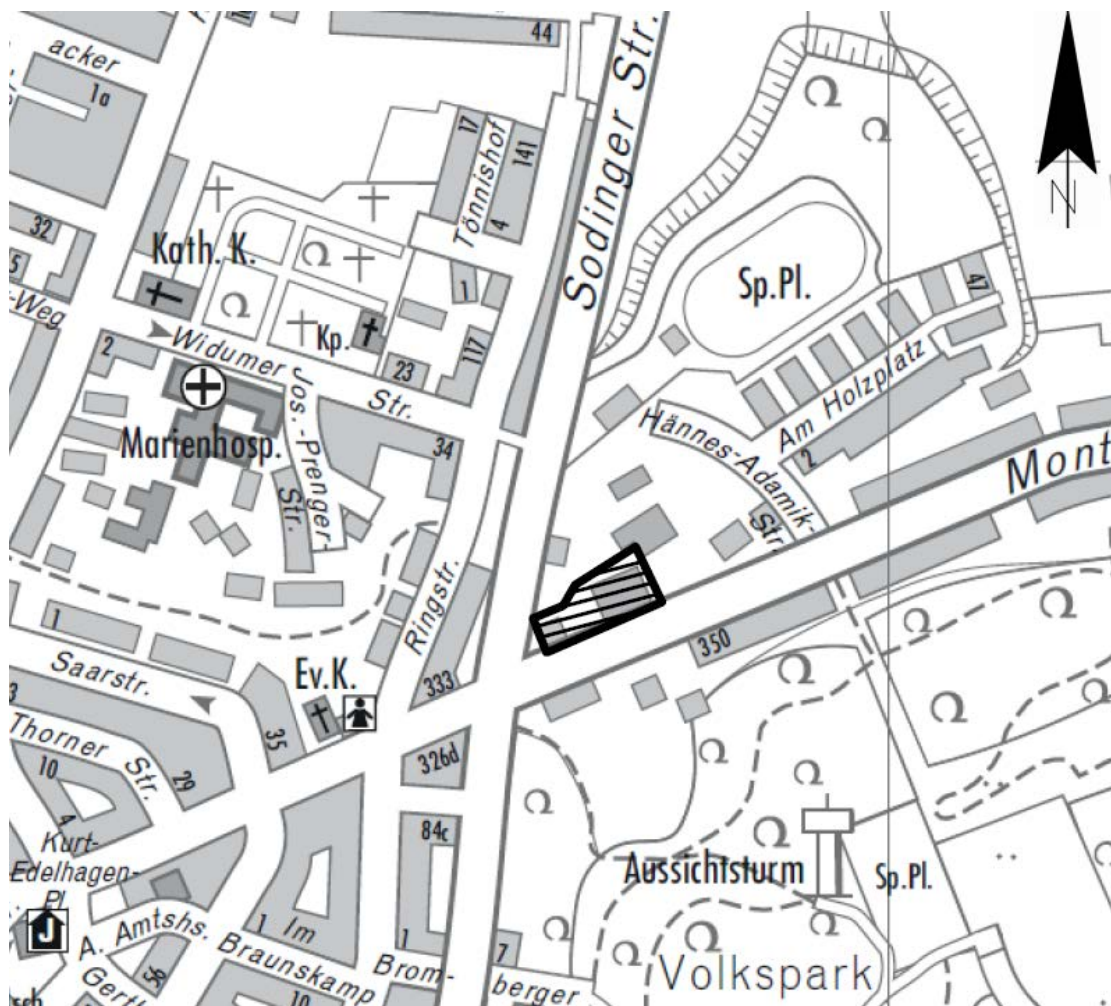 acker
1a
44
17
Tönnishof
141
4
Sodinger Str.
N
32
5
-Weg
Kath. K.
Kp.
1
117
23
Sp.Pl.
47
2
Widumer
Str.
34
Marienhosp.
Jos.-Prenger-
Str.
Am Holzplatz
2
Hännes-Adamik-
Str.
Mont
1
Saarstr.
3
Thorner
Str.
10
4
29
35
Ev.K.
Ringstr.
333
326d
350
84c
Kurt-
Edelhagen-
Pl
J
A. Amtshs.
Braunskamp
Im
1
1
10
Brom-
berger
7
Aussichtsturm
Sp.Pl.
Volkspark